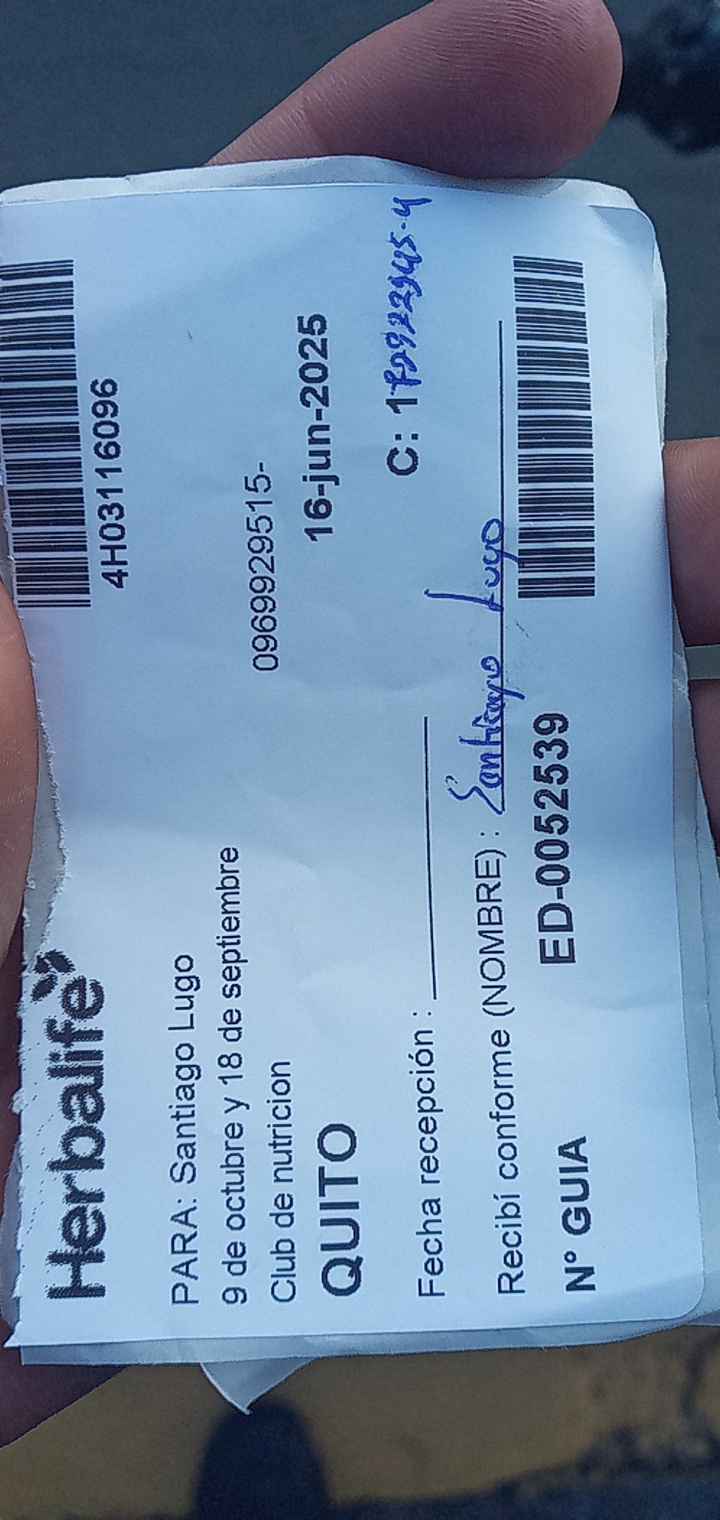 Herbalife
4H03116096
PARA: Santiago Lugo
9 de octubre y 18 de septiembre
0969929515-
Club de nutricion
QUITO
16-jun-2025
Fecha recepción :
C: 1
Recibí conforme (NOMBRE) : Santiago Lugo
N° GUIA
ED-0052539